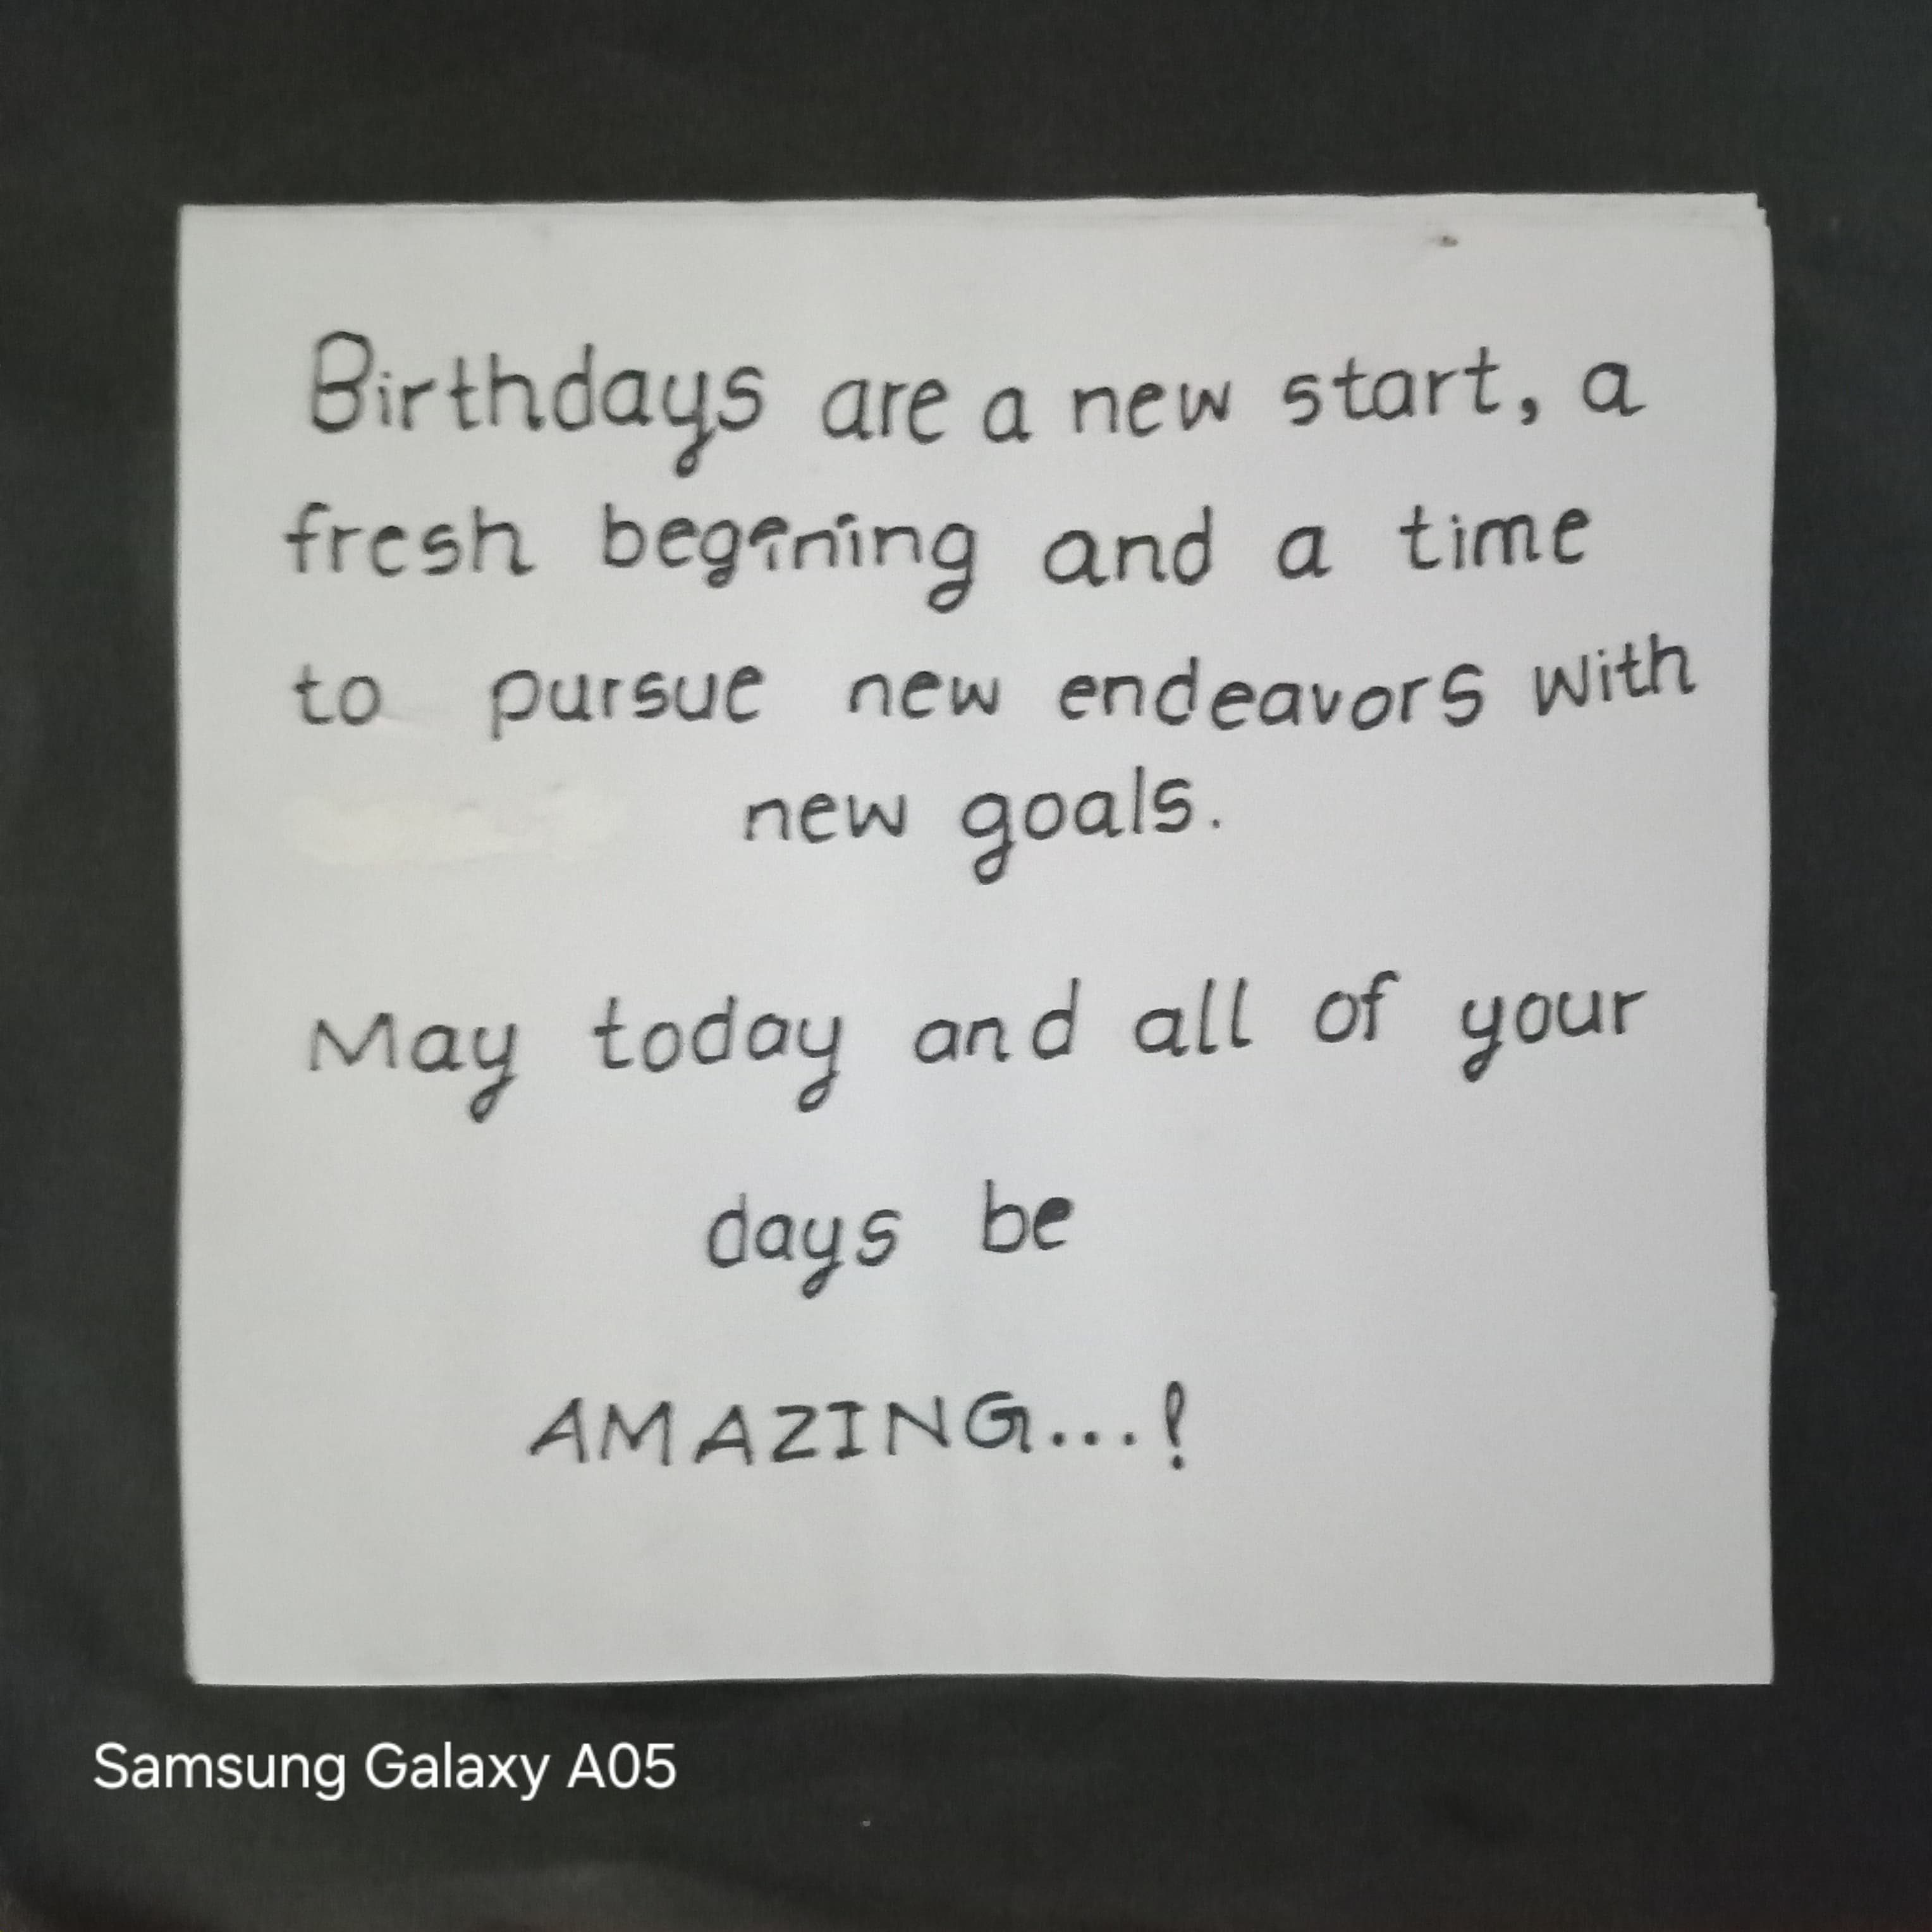 Birthdays are a new start, a
fresh begining and a time
to pursue new endeavors with
new goals.
May today and all of your
days be
AMAZING...!
Samsung Galaxy A05